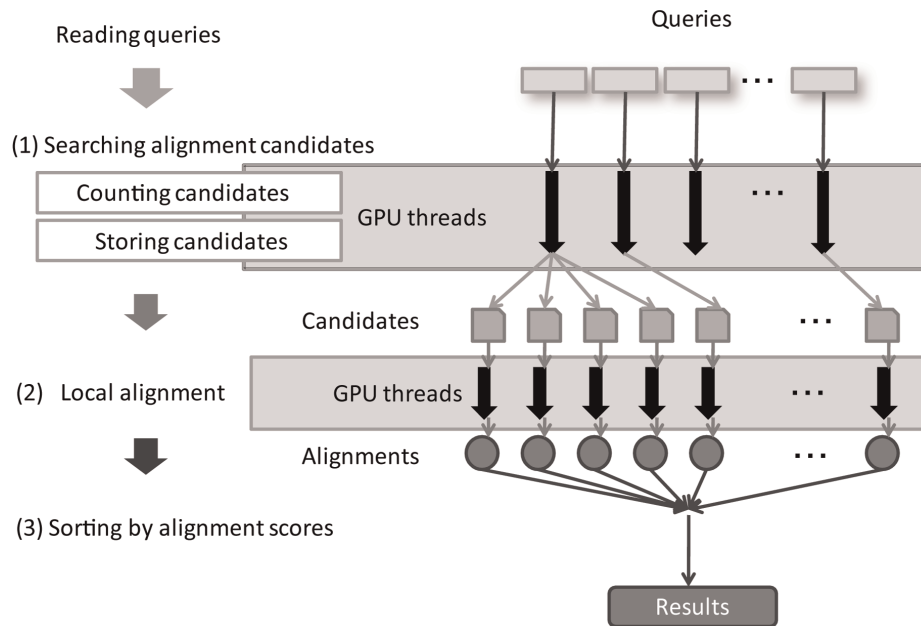 Queries
Reading queries
...
(1) Searching alignment candidates
Counting candidates
...
GPU threads
Storing candidates
Candidates
...
(2) Local alignment
GPU threads
...
Alignments
...
(3) Sorting by alignment scores
Results